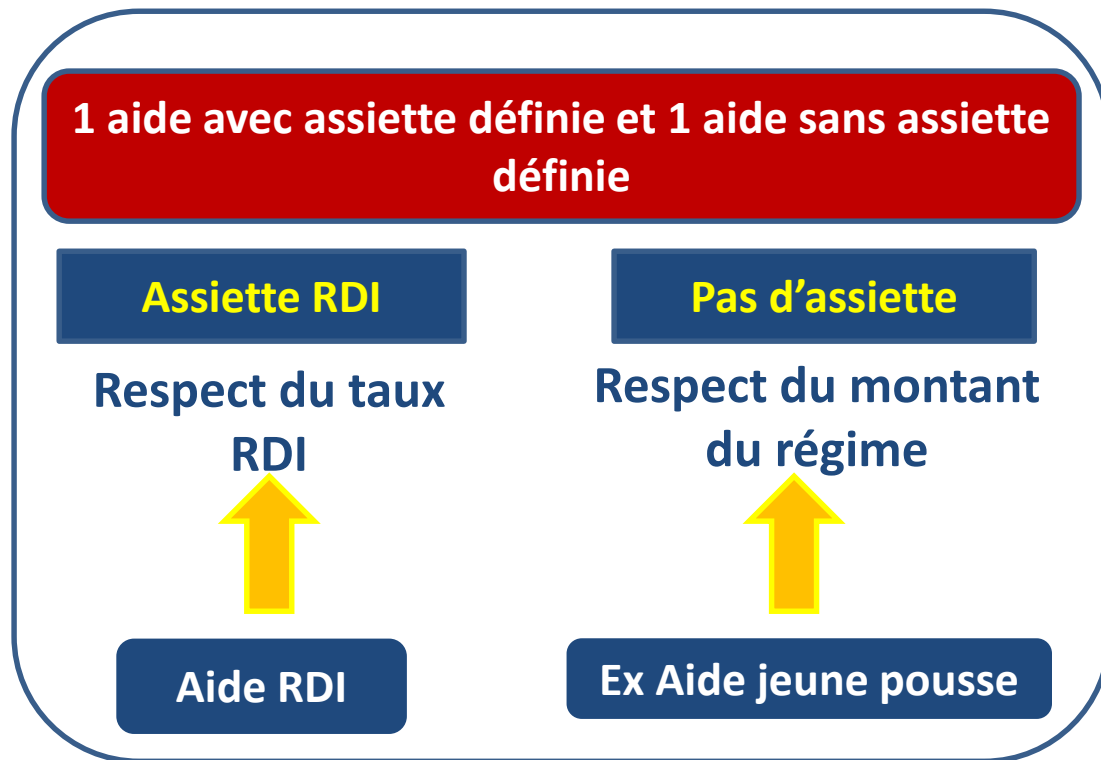 1 aide avec assiette définie et 1 aide sans assiette
définie
Assiette RDI
Pas d’assiette
Respect du taux
RDI
Respect du montant
du régime
Aide RDI
Ex Aide jeune pousse